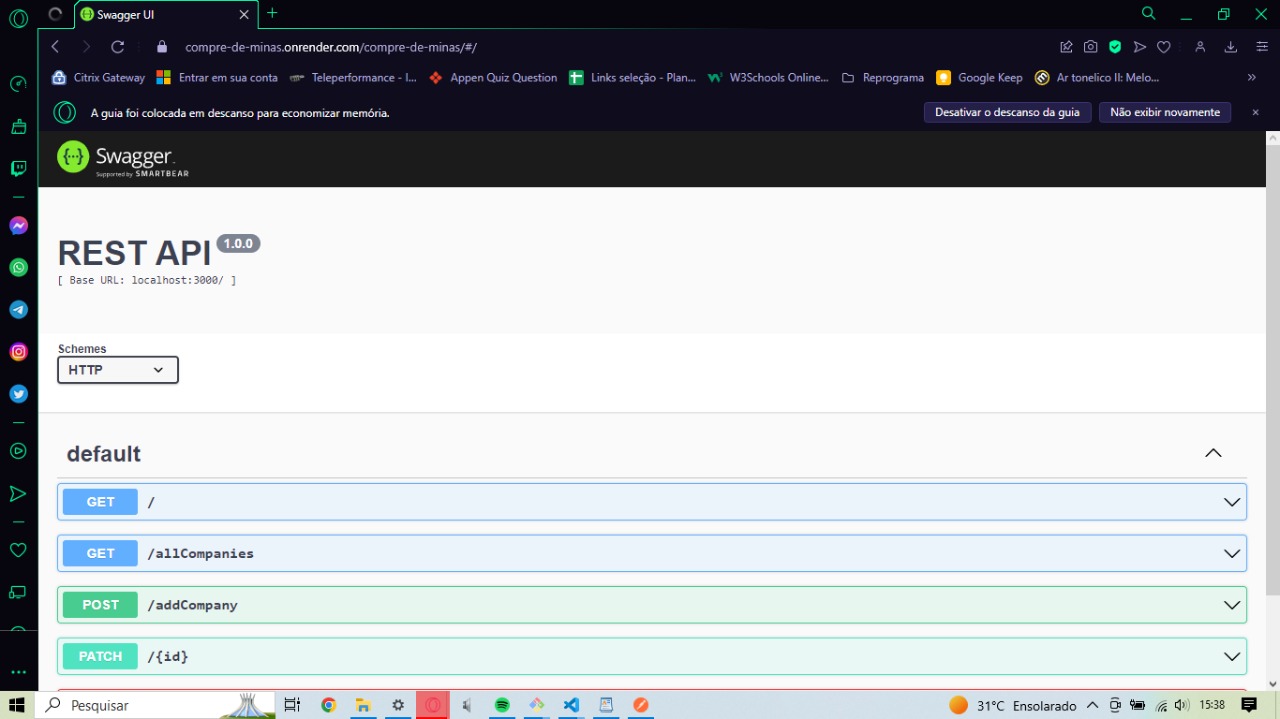 Swagger UI
compre-de-minas.onrender.com/compre-de-minas/#/
Citrix Gateway
Entrar em sua conta
Teleperformance - I...
Appen Quiz Question
Links seleção - Plan...
W3Schools Online...
Reprograma
Google Keep
Ar tonelico II: Melo...
A guia foi colocada em descanso para economizar memória.
Desativar o descanso da guia
Não exibir novamente
Swagger.
Supported by SMARTBEAR
REST API 1.0.0
[ Base URL: localhost:3000/ ]
Schemes
HTTP
default
GET /
GET /allCompanies
POST /addCompany
PATCH /{id}
Pesquisar
31°C Ensolarado
15:38